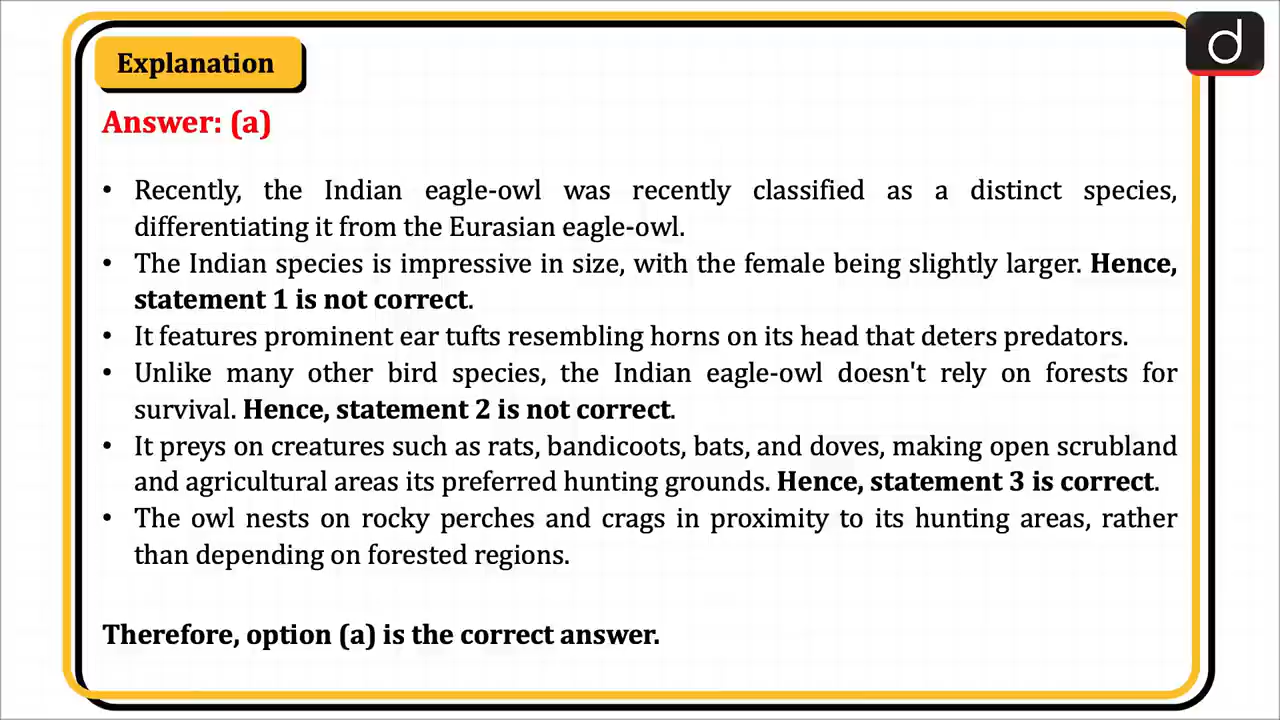 Explanation
d
Answer: (a)
• Recently, the Indian eagle-owl was recently classified as a distinct species,
differentiating it from the Eurasian eagle-owl.
• The Indian species is impressive in size, with the female being slightly larger. Hence,
statement 1 is not correct.
• It features prominent ear tufts resembling horns on its head that deters predators.
• Unlike many other bird species, the Indian eagle-owl doesn't rely on forests for
survival. Hence, statement 2 is not correct.
• It preys on creatures such as rats, bandicoots, bats, and doves, making open scrubland
and agricultural areas its preferred hunting grounds. Hence, statement 3 is correct.
• The owl nests on rocky perches and crags in proximity to its hunting areas, rather
than depending on forested regions.
Therefore, option (a) is the correct answer.